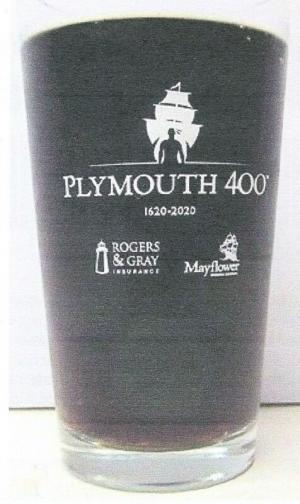 PLYMOUTH 400
1620-2020
ROGERS
& GRAY
INSURANCE
Mayflower